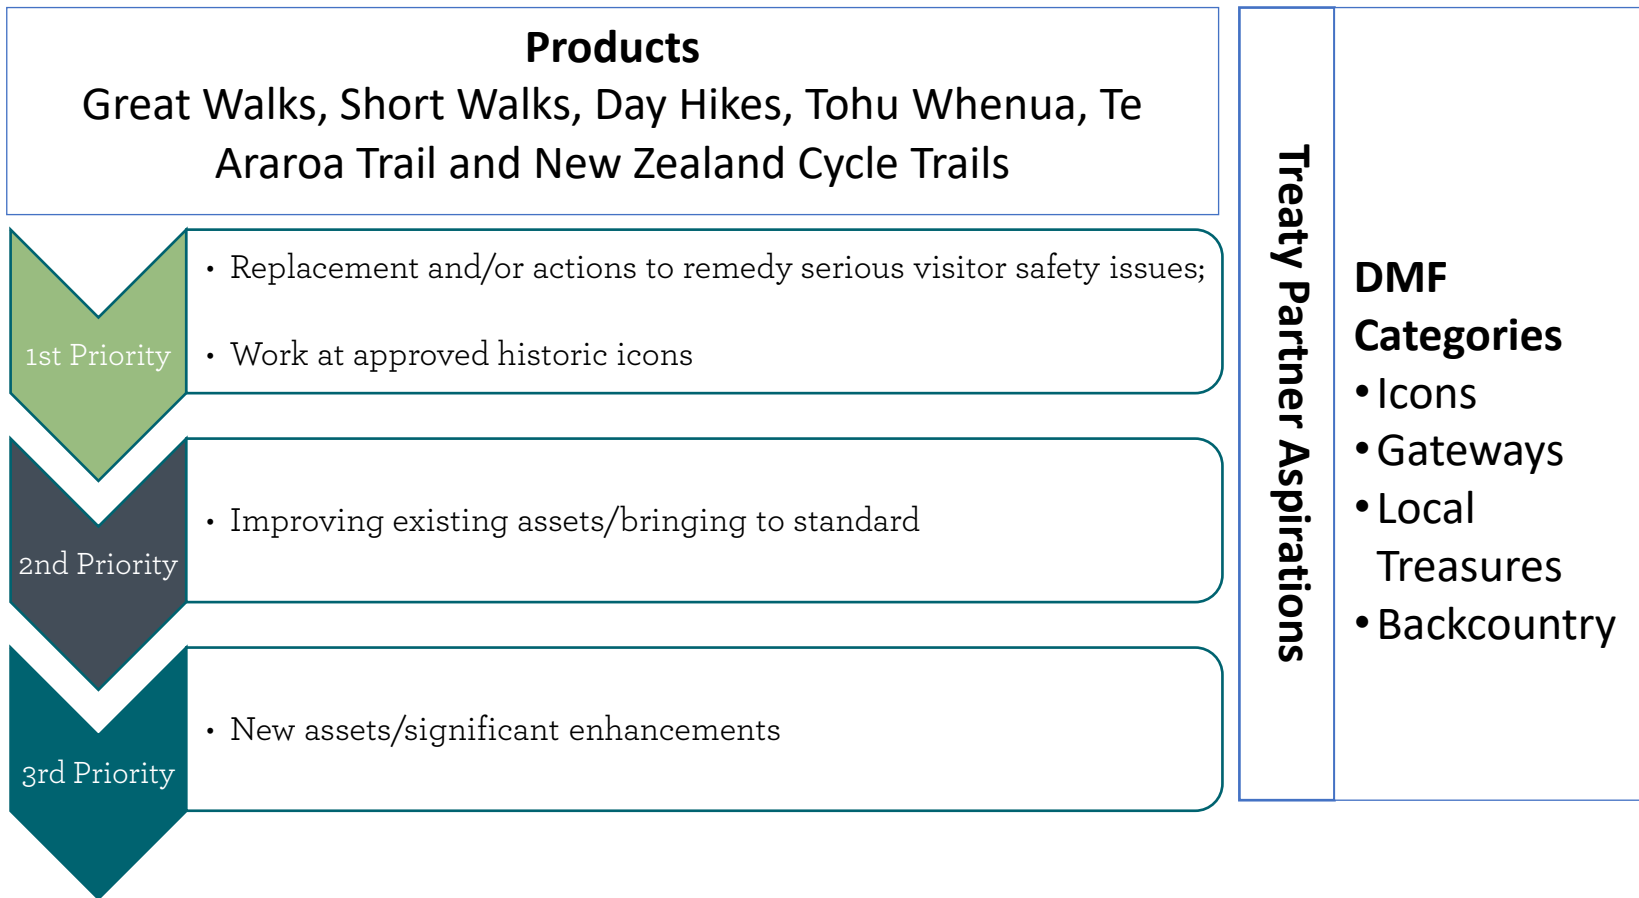 Products
Great Walks, Short Walks, Day Hikes, Tohu Whenua, Te
Araroa Trail and New Zealand Cycle Trails
1st Priority
• Replacement and/or actions to remedy serious visitor safety issues;
• Work at approved historic icons
2nd Priority
• Improving existing assets/bringing to standard
3rd Priority
• New assets/significant enhancements
Treaty Partner Aspirations
DMF
Categories
• Icons
• Gateways
• Local
Treasures
• Backcountry